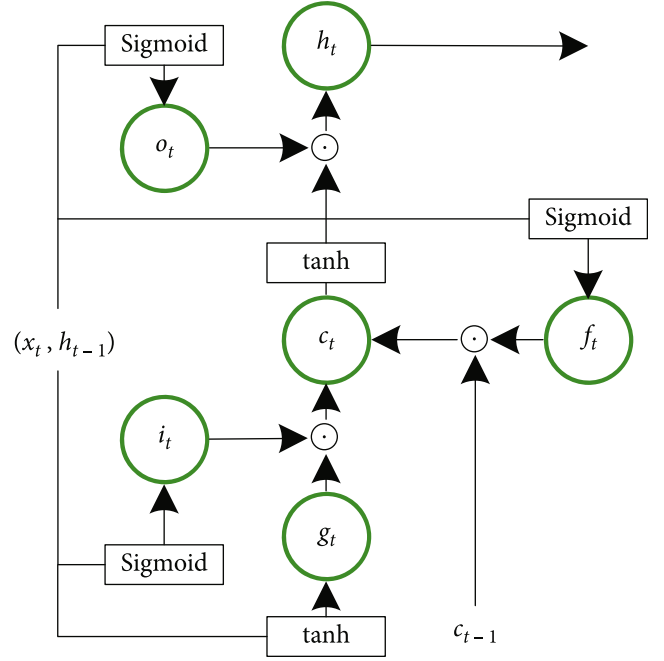 Sigmoid
h_t
o_t
Sigmoid
tanh
(x_t, h_{t-1})
c_t
f_t
i_t
g_t
Sigmoid
tanh
c_{t-1}